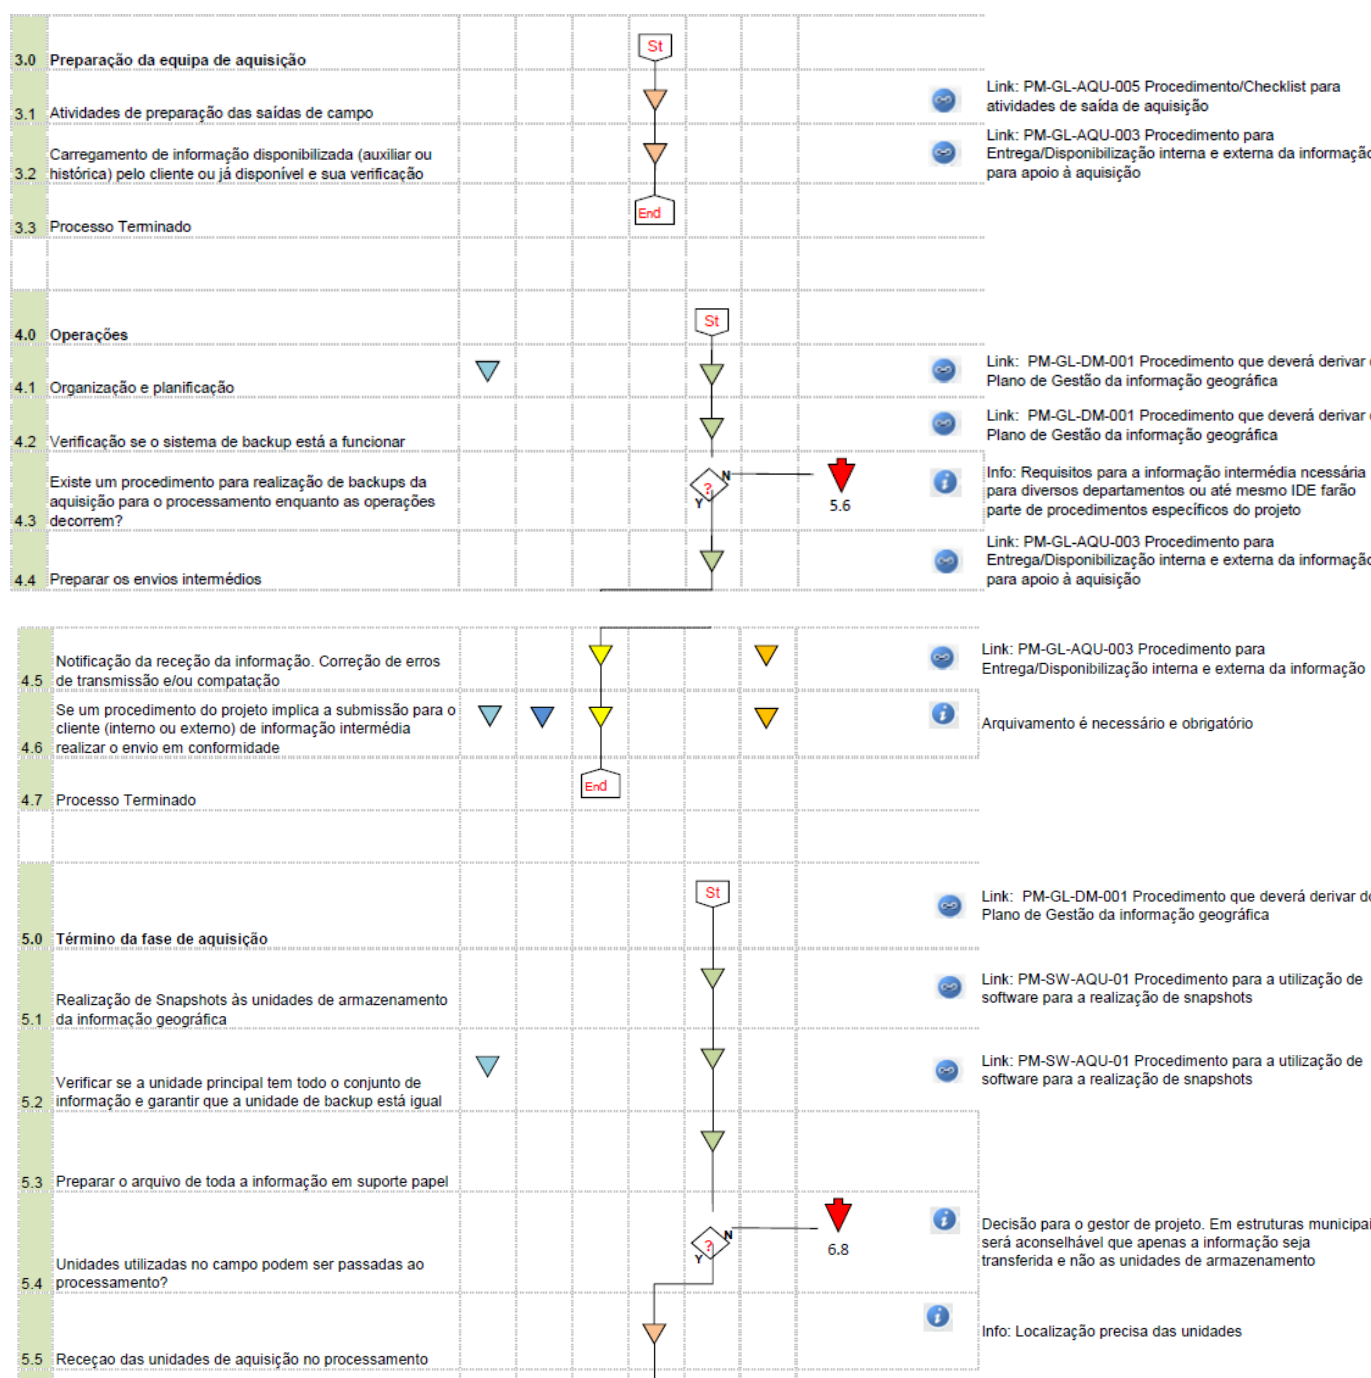 St
3.0 Preparação da equipa de aquisição
Link: PM-GL-AQU-005 Procedimento/Checklist para
atividades de saída de aquisição
3.1 Atividades de preparação das saídas de campo
Link: PM-GL-AQU-003 Procedimento para
Entrega/Disponibilização interna e externa da informação
para apoio à aquisição
Carregamento de informação disponibilizada (auxiliar ou
3.2 histórica) pelo cliente ou já disponível e sua verificação
End
3.3 Processo Terminado
St
4.0 Operações
Link: PM-GL-DM-001 Procedimento que deverá derivar
Plano de Gestão da informação geográfica
4.1 Organização e planificação
Link: PM-GL-DM-001 Procedimento que deverá derivar
Plano de Gestão da informação geográfica
4.2 Verificação se o sistema de backup está a funcionar
Existe um procedimento para realização de backups da
aquisição para o processamento enquanto as operações
4.3 decorrem?
? N
Y
5.6
Info: Requisitos para a informação intermédia ncessária
para diversos departamentos ou até mesmo IDE farão
parte de procedimentos específicos do projeto
Link: PM-GL-AQU-003 Procedimento para
Entrega/Disponibilização interna e externa da informação
para apoio à aquisição
4.4 Preparar os envios intermédios
Link: PM-GL-AQU-003 Procedimento para
Entrega/Disponibilização interna e externa da informação
Notificação da receção da informação. Correção de erros
4.5 de transmissão e/ou compatação
Se um procedimento do projeto implica a submissão para o
cliente (interno ou externo) de informação intermédia
4.6 realizar o envio em conformidade
Arquivamento é necessário e obrigatório
End
4.7 Processo Terminado
St
Link: PM-GL-DM-001 Procedimento que deverá derivar do
Plano de Gestão da informação geográfica
5.0 Término da fase de aquisição
Link: PM-SW-AQU-01 Procedimento para a utilização de
software para a realização de snapshots
Realização de Snapshots às unidades de armazenamento
5.1 da informação geográfica
Link: PM-SW-AQU-01 Procedimento para a utilização de
software para a realização de snapshots
Verificar se a unidade principal tem todo o conjunto de
5.2 informação e garantir que a unidade de backup está igual
5.3 Preparar o arquivo de toda a informação em suporte papel
? N
Y
6.8
Decisão para o gestor de projeto. Em estruturas municipai
será aconselhável que apenas a informação seja
transferida e não as unidades de armazenamento
Unidades utilizadas no campo podem ser passadas ao
5.4 processamento?
Info: Localização precisa das unidades
5.5 Receçao das unidades de aquisição no processamento